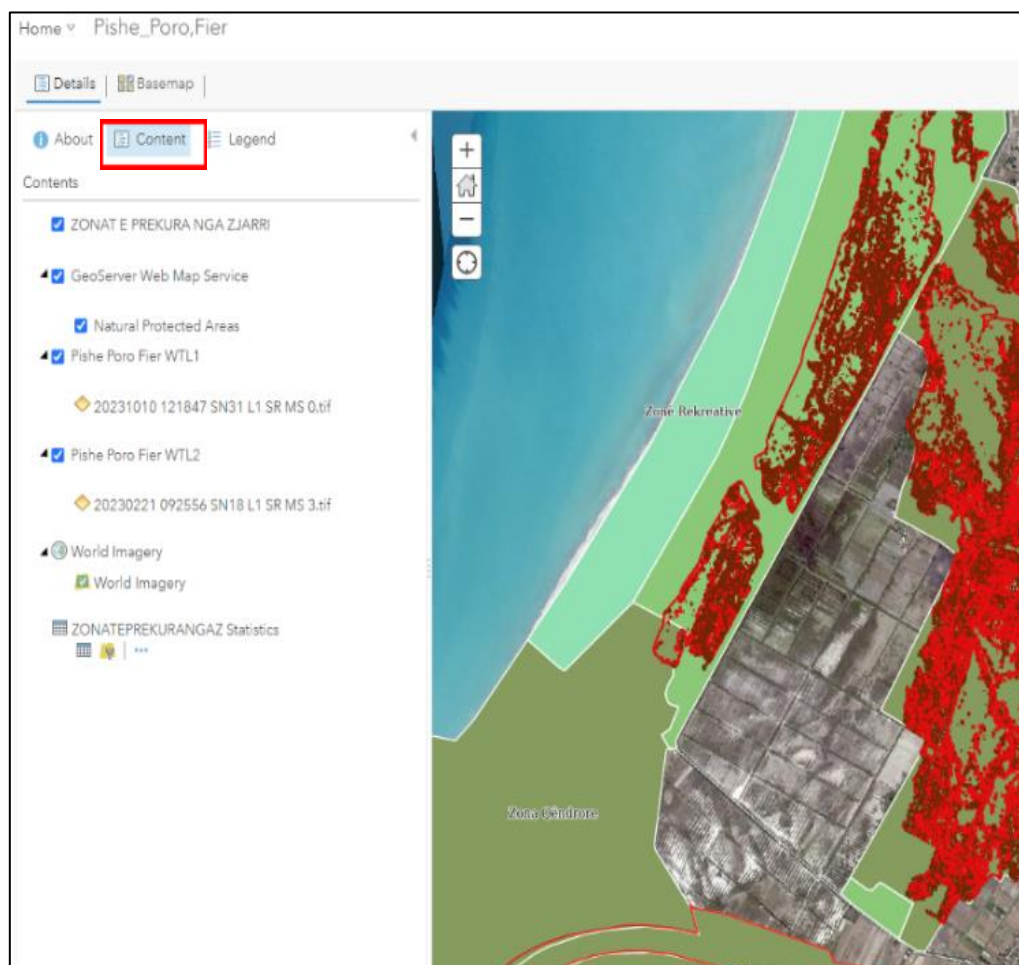 Home Pishe_Poro,Fier
Details Basemap
About Content Legend
Contents
ZONAT E PREKURA NGA ZJARRI
GeoServer Web Map Service
Natural Protected Areas
Pishe Poro Fier WTL1
20231010 121847 SN31 L1 SR MS 0.tif
Pishe Poro Fier WTL2
20230221 092556 SN18 L1 SR MS 3.tif
World Imagery
World Imagery
ZONATEPREKURANGAZ Statistics
Zonë Rekreative
Zona Qëndrore